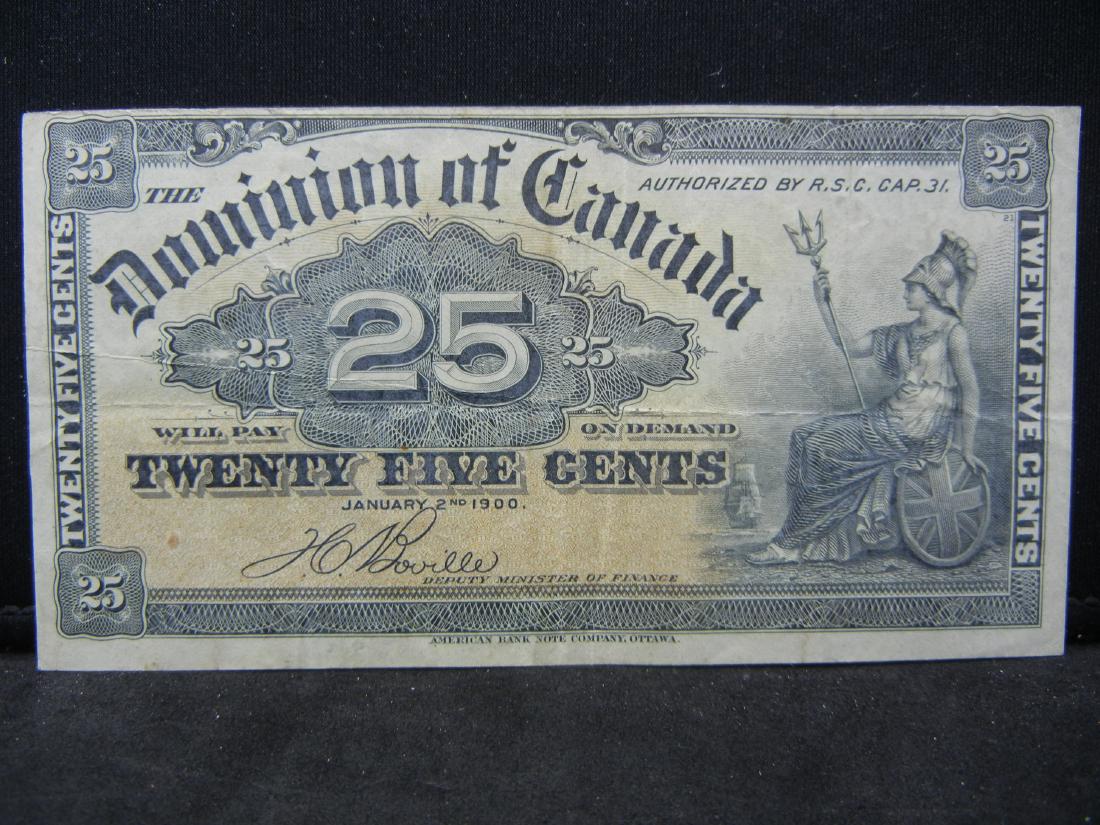 25
THE Dominion of Canada
AUTHORIZED BY R.S.C. CAP. 31.
25
21
TWENTY FIVE CENTS
25 25 25
TWENTY FIVE CENTS
WILL PAY ON DEMAND
TWENTY FIVE CENTS
JANUARY 2ND 1900.
H. C. Boville
DEPUTY MINISTER OF FINANCE
25
AMERICAN BANK NOTE COMPANY, OTTAWA.